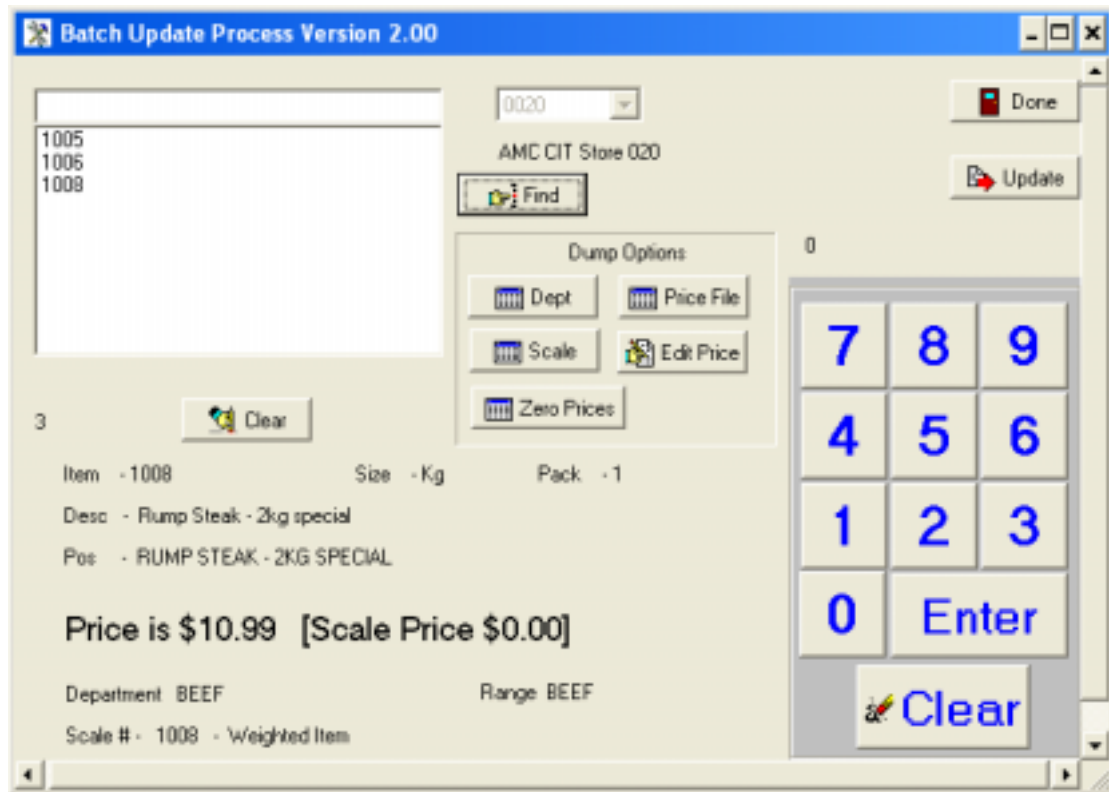 Batch Update Process Version 2.00
0020
Done
1005
1006
1008
AMC CIT Store 020
Update
Find
Dump Options
0
Dept
Price File
Scale
Edit Price
Zero Prices
3
Clear
Item - 1008 Size - Kg Pack - 1
Desc - Rump Steak - 2kg special
Pos - RUMP STEAK - 2KG SPECIAL
Price is $10.99 [Scale Price $0.00]
Department BEEF Range BEEF
Scale # - 1008 - Weighted Item
7 8 9
4 5 6
1 2 3
0 Enter
Clear